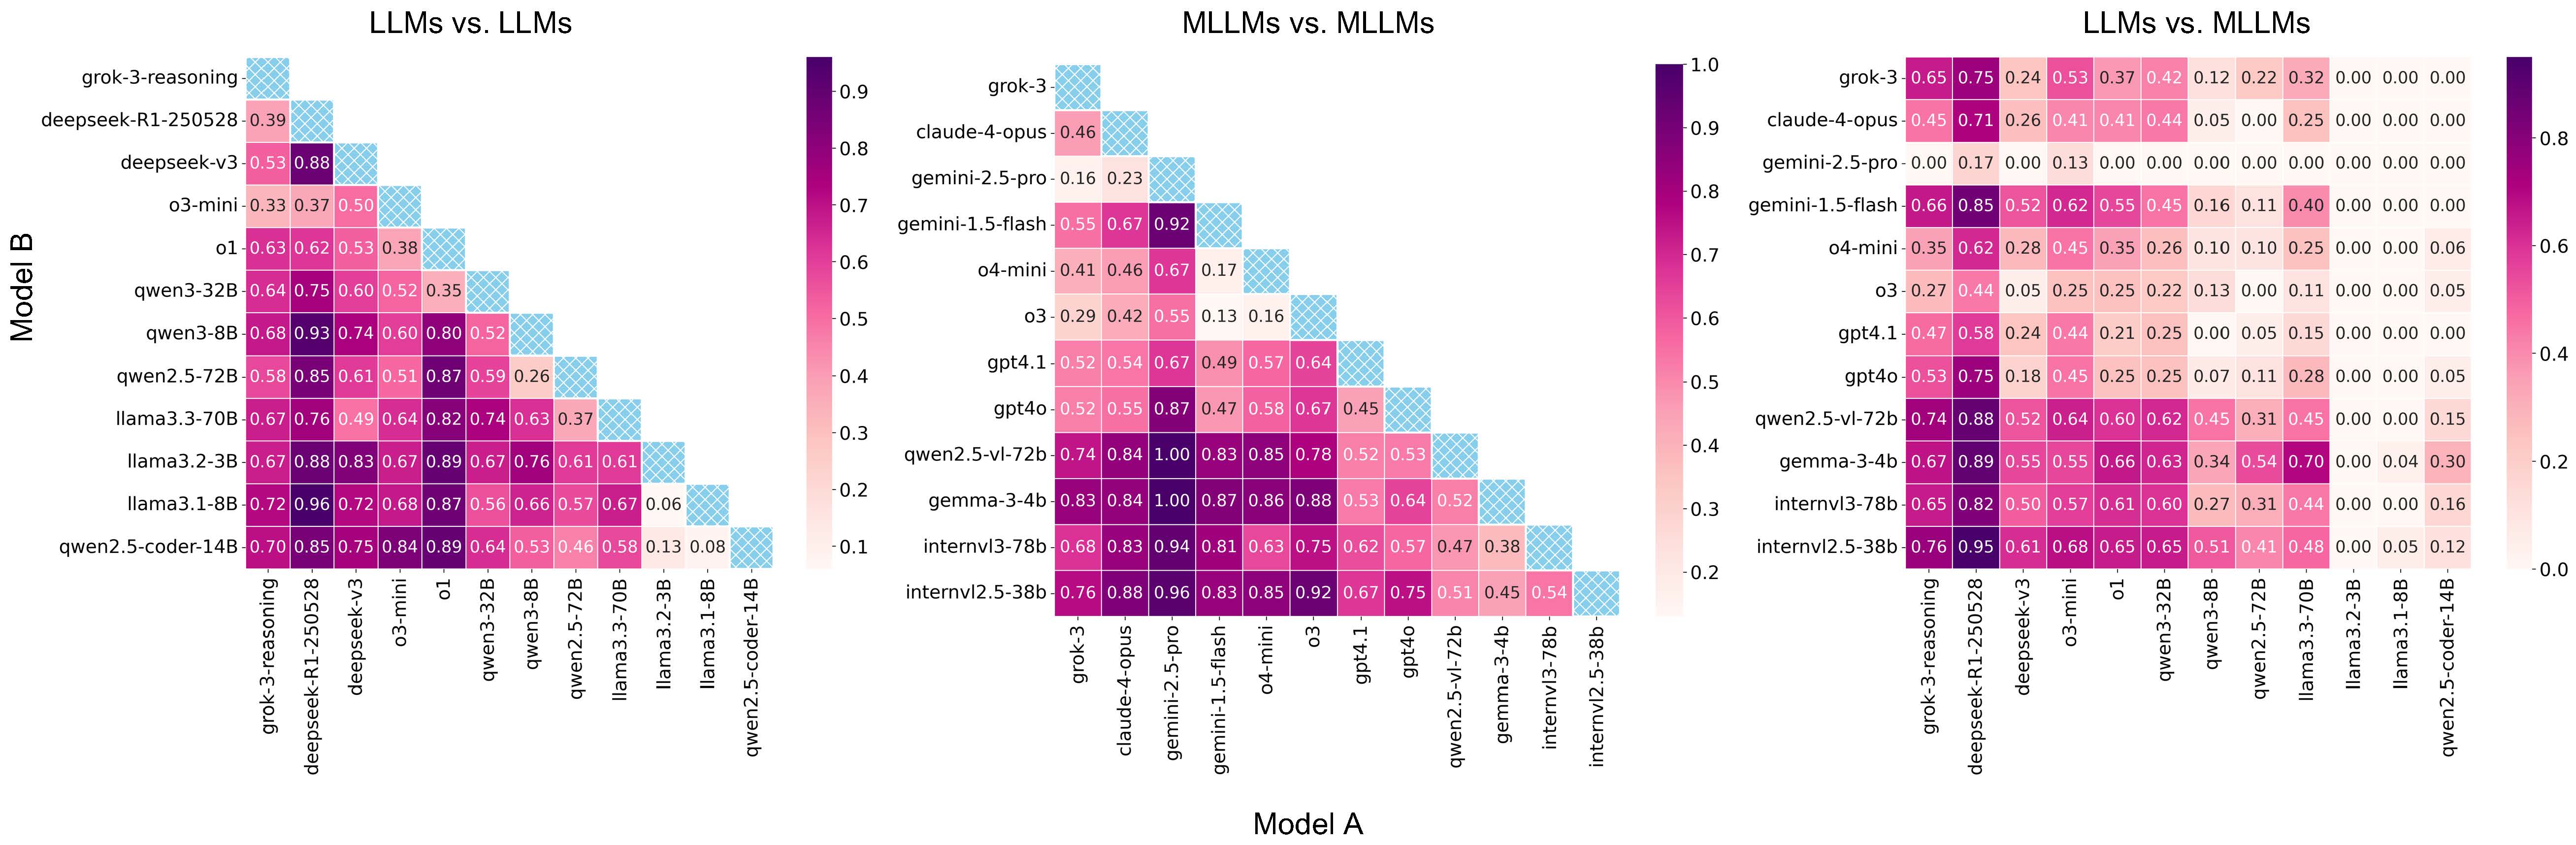 LLMs vs. LLMs
Model B
grok-3-reasoning
deepseek-R1-250528 0.39
deepseek-v3 0.53 0.88
o3-mini 0.33 0.37 0.50
o1 0.63 0.62 0.53 0.38
qwen3-32B 0.64 0.75 0.60 0.52 0.35
qwen3-8B 0.68 0.93 0.74 0.60 0.80 0.52
qwen2.5-72B 0.58 0.85 0.61 0.51 0.87 0.59 0.26
llama3.3-70B 0.67 0.76 0.49 0.64 0.82 0.74 0.63 0.37
llama3.2-3B 0.67 0.88 0.83 0.67 0.89 0.67 0.76 0.61 0.61
llama3.1-8B 0.72 0.96 0.72 0.68 0.87 0.56 0.66 0.57 0.67 0.06
qwen2.5-coder-14B 0.70 0.85 0.75 0.84 0.89 0.64 0.53 0.46 0.58 0.13 0.08
grok-3-reasoning
deepseek-R1-250528
deepseek-v3
o3-mini
o1
qwen3-32B
qwen3-8B
qwen2.5-72B
llama3.3-70B
llama3.2-3B
llama3.1-8B
qwen2.5-coder-14B
0.9
0.8
0.7
0.6
0.5
0.4
0.3
0.2
0.1
MLLMs vs. MLLMs
grok-3
claude-4-opus 0.46
gemini-2.5-pro 0.16 0.23
gemini-1.5-flash 0.55 0.67 0.92
o4-mini 0.41 0.46 0.67 0.17
o3 0.29 0.42 0.55 0.13 0.16
gpt4.1 0.52 0.54 0.67 0.49 0.57 0.64
gpt4o 0.52 0.55 0.87 0.47 0.58 0.67 0.45
qwen2.5-vl-72b 0.74 0.84 1.00 0.83 0.85 0.78 0.52 0.53
gemma-3-4b 0.83 0.84 1.00 0.87 0.86 0.88 0.53 0.64 0.52
internvl3-78b 0.68 0.83 0.94 0.81 0.63 0.75 0.62 0.57 0.47 0.38
internvl2.5-38b 0.76 0.88 0.96 0.83 0.85 0.92 0.67 0.75 0.51 0.45 0.54
grok-3
claude-4-opus
gemini-2.5-pro
gemini-1.5-flash
o4-mini
o3
gpt4.1
gpt4o
qwen2.5-vl-72b
gemma-3-4b
internvl3-78b
internvl2.5-38b
1.0
0.9
0.8
0.7
0.6
0.5
0.4
0.3
0.2
Model A
LLMs vs. MLLMs
grok-3 0.65 0.75 0.24 0.53 0.37 0.42 0.12 0.22 0.32 0.00 0.00 0.00
claude-4-opus 0.45 0.71 0.26 0.41 0.41 0.44 0.05 0.00 0.25 0.00 0.00 0.00
gemini-2.5-pro 0.00 0.17 0.00 0.13 0.00 0.00 0.00 0.00 0.00 0.00 0.00 0.00
gemini-1.5-flash 0.66 0.85 0.52 0.62 0.55 0.45 0.16 0.11 0.40 0.00 0.00 0.00
o4-mini 0.35 0.62 0.28 0.45 0.35 0.26 0.10 0.10 0.25 0.00 0.00 0.06
o3 0.27 0.44 0.05 0.25 0.25 0.22 0.13 0.00 0.11 0.00 0.00 0.05
gpt4.1 0.47 0.58 0.24 0.44 0.21 0.25 0.00 0.05 0.15 0.00 0.00 0.00
gpt4o 0.53 0.75 0.18 0.45 0.25 0.25 0.07 0.11 0.28 0.00 0.00 0.05
qwen2.5-vl-72b 0.74 0.88 0.52 0.64 0.60 0.62 0.45 0.31 0.45 0.00 0.00 0.15
gemma-3-4b 0.67 0.89 0.55 0.55 0.66 0.63 0.34 0.54 0.70 0.00 0.04 0.30
internvl3-78b 0.65 0.82 0.50 0.57 0.61 0.60 0.27 0.31 0.44 0.00 0.00 0.16
internvl2.5-38b 0.76 0.95 0.61 0.68 0.65 0.65 0.51 0.41 0.48 0.00 0.05 0.12
grok-3-reasoning
deepseek-R1-250528
deepseek-v3
o3-mini
o1
qwen3-32B
qwen3-8B
qwen2.5-72B
llama3.3-70B
llama3.2-3B
llama3.1-8B
qwen2.5-coder-14B
0.8
0.6
0.4
0.2
0.0